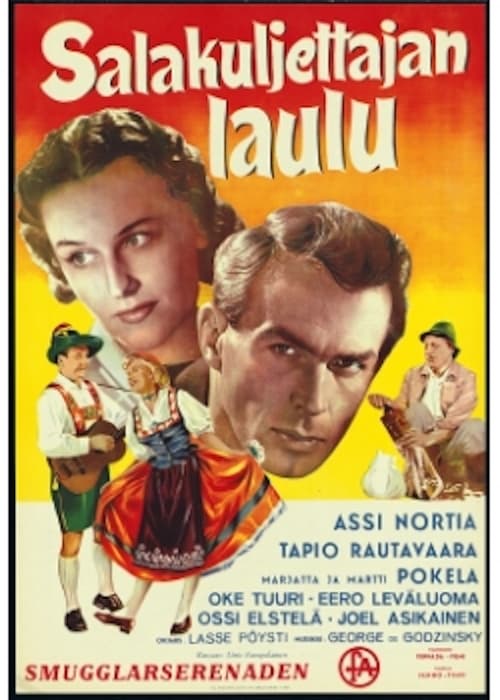 Salakuljettajan
laulu
ASSI NORTIA
TAPIO RAUTAVAARA
MARJATTA JA MARTTI POKELA
OKE TUURI · EERO LEVÄLUOMA
OSSI ELSTELÄ · JOEL ASIKAINEN
LASSE PÖYSTI GEORGE DE GODZINSKY
SMUGGLARSERENADEN